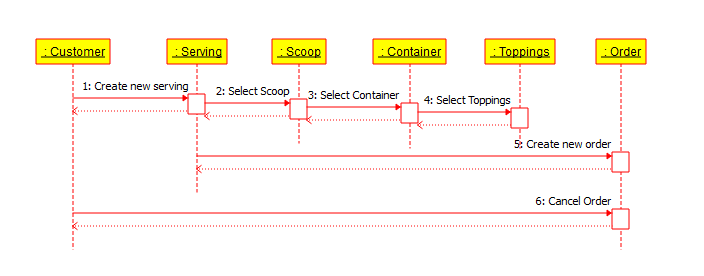 : Customer
: Serving
: Scoop
: Container
: Toppings
: Order
1: Create new serving
2: Select Scoop
3: Select Container
4: Select Toppings
5: Create new order
6: Cancel Order